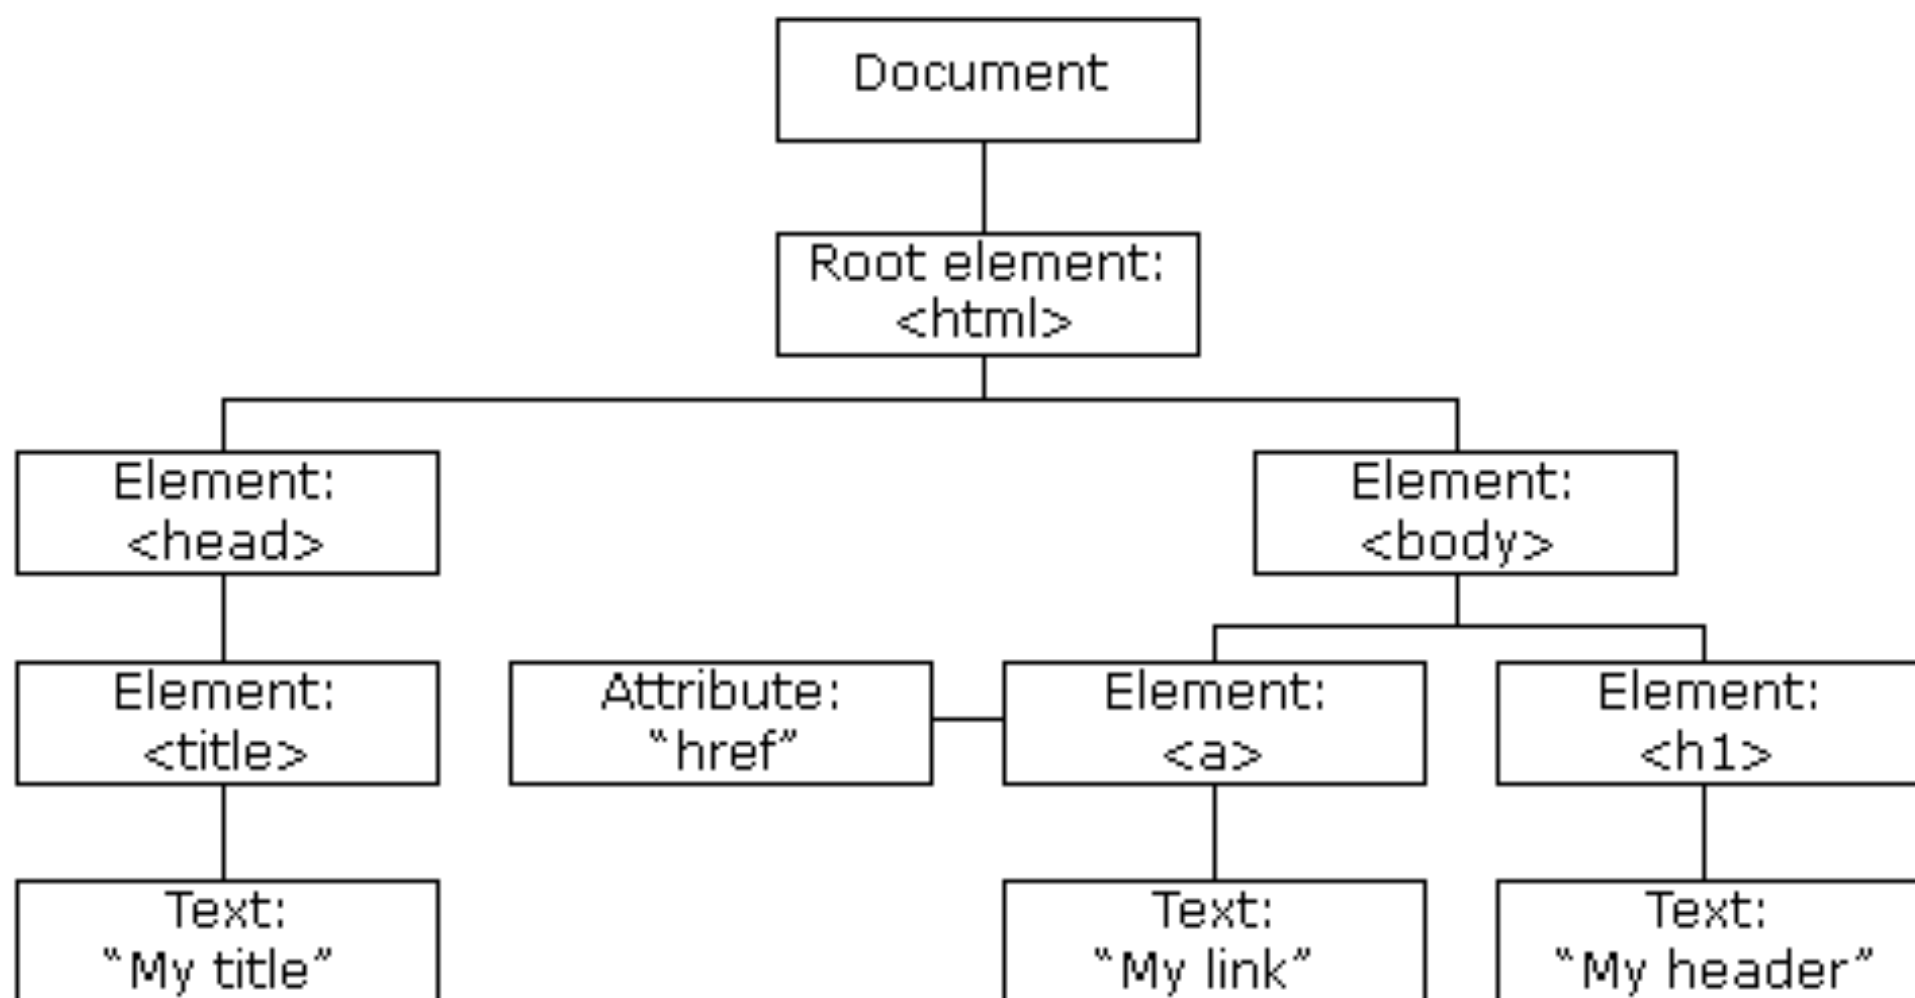 Document
Root element:
<html>
Element:
<head>
Element:
<body>
Element:
<title>
Attribute:
“href”
Element:
<a>
Element:
<h1>
Text:
“My title”
Text:
“My link”
Text:
“My header”